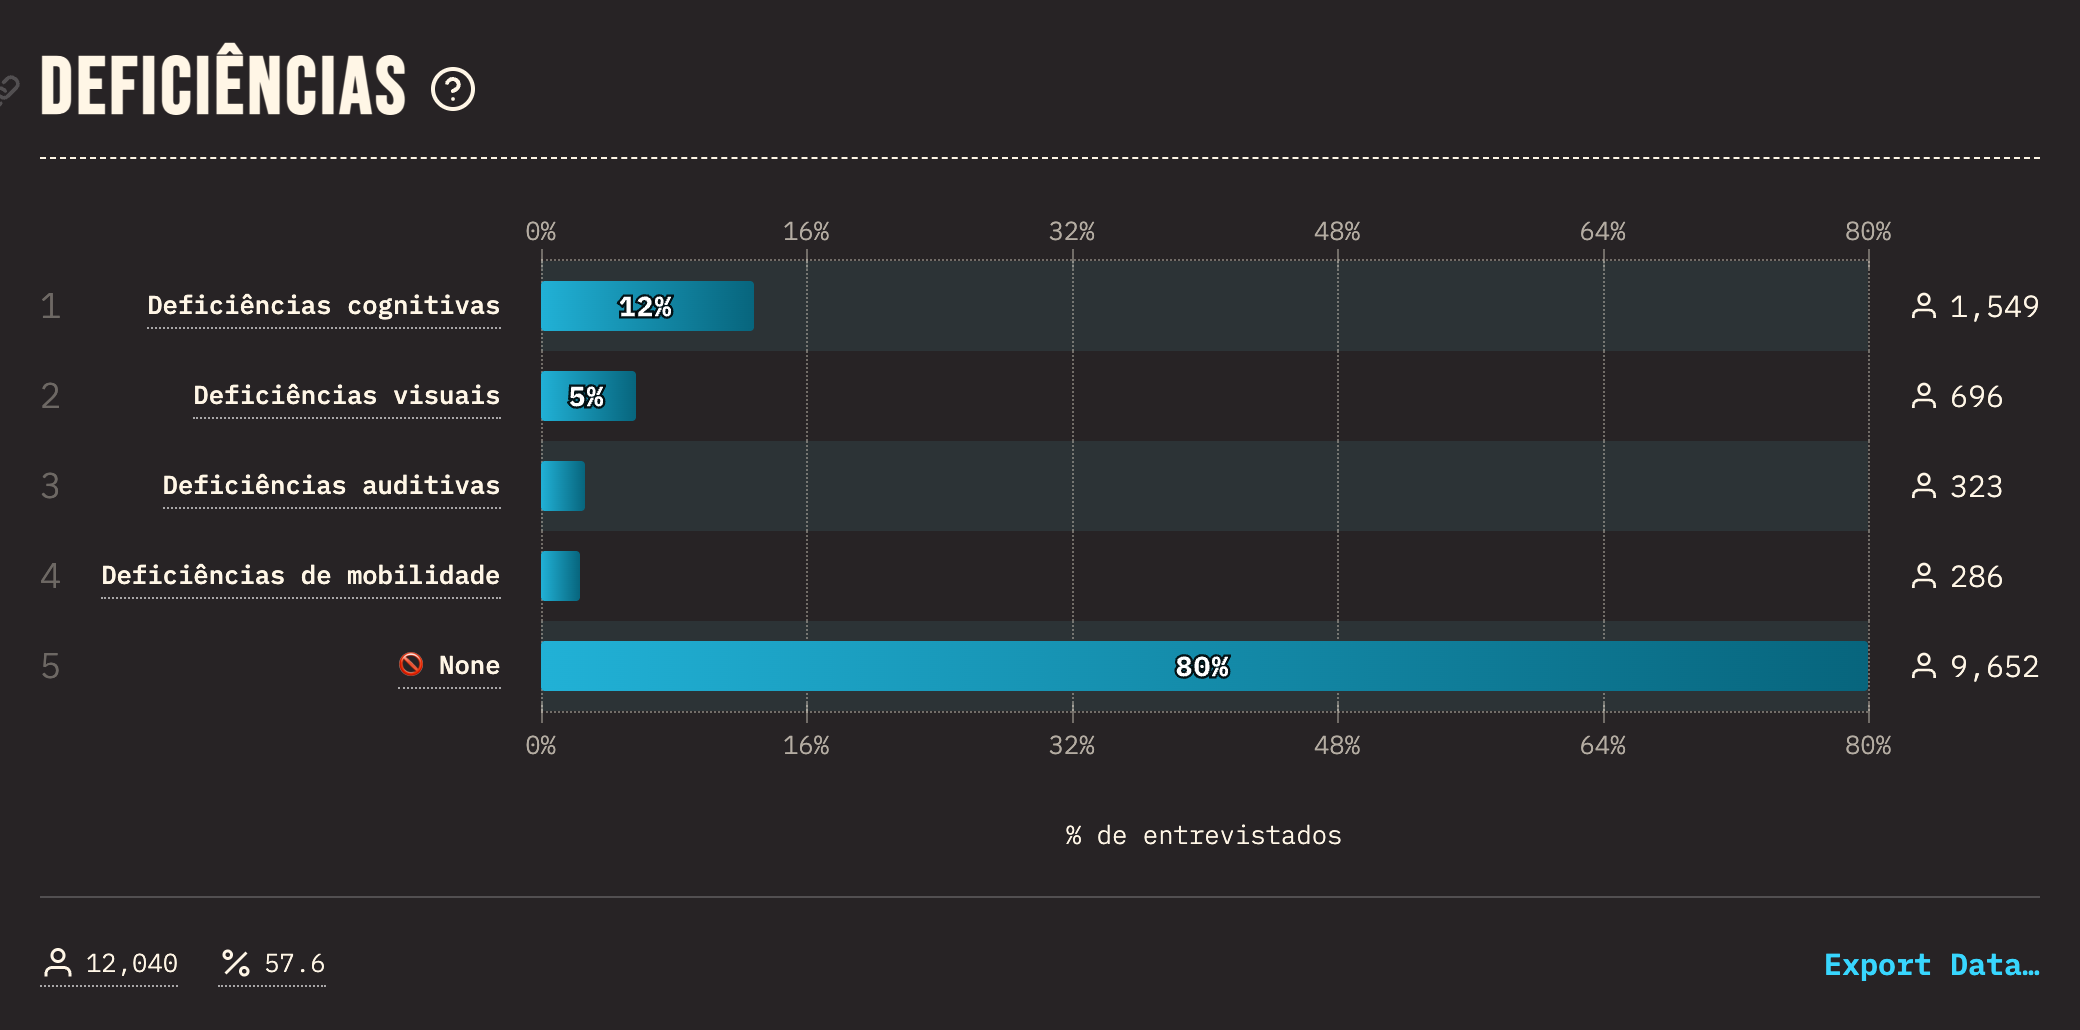 DEFICIÊNCIAS ?
0% 16% 32% 48% 64% 80%
1 Deficiências cognitivas 12% 1,549
2 Deficiências visuais 5% 696
3 Deficiências auditivas 323
4 Deficiências de mobilidade 286
5 None 80% 9,652
0% 16% 32% 48% 64% 80%
% de entrevistados
12,040 % 57.6 Export Data…